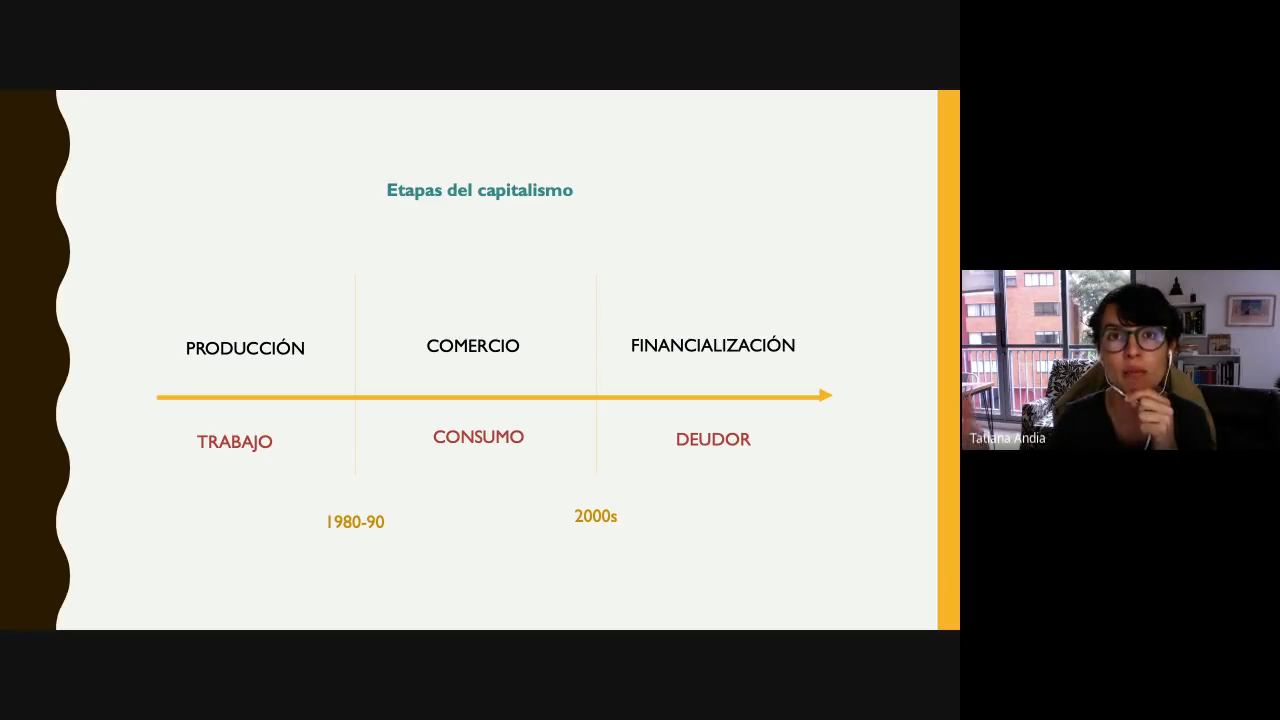 Etapas del capitalismo
PRODUCCIÓN
COMERCIO
FINANCIALIZACIÓN
TRABAJO
CONSUMO
DEUDOR
1980-90
2000s
Tatiana Andia